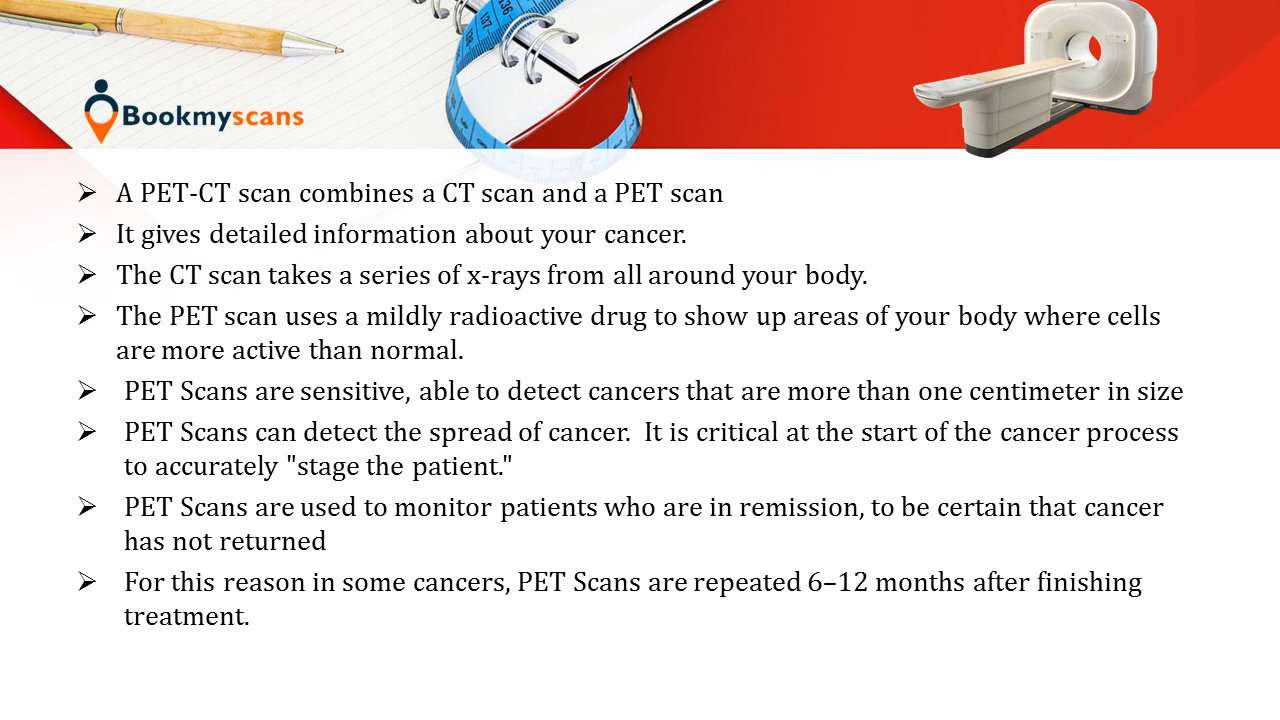 137
136
138
Bookmyscans
➢ A PET-CT scan combines a CT scan and a PET scan
➢ It gives detailed information about your cancer.
➢ The CT scan takes a series of x-rays from all around your body.
➢ The PET scan uses a mildly radioactive drug to show up areas of your body where cells
are more active than normal.
➢ PET Scans are sensitive, able to detect cancers that are more than one centimeter in size
➢ PET Scans can detect the spread of cancer.  It is critical at the start of the cancer process
to accurately "stage the patient."
➢ PET Scans are used to monitor patients who are in remission, to be certain that cancer
has not returned
➢ For this reason in some cancers, PET Scans are repeated 6–12 months after finishing
treatment.